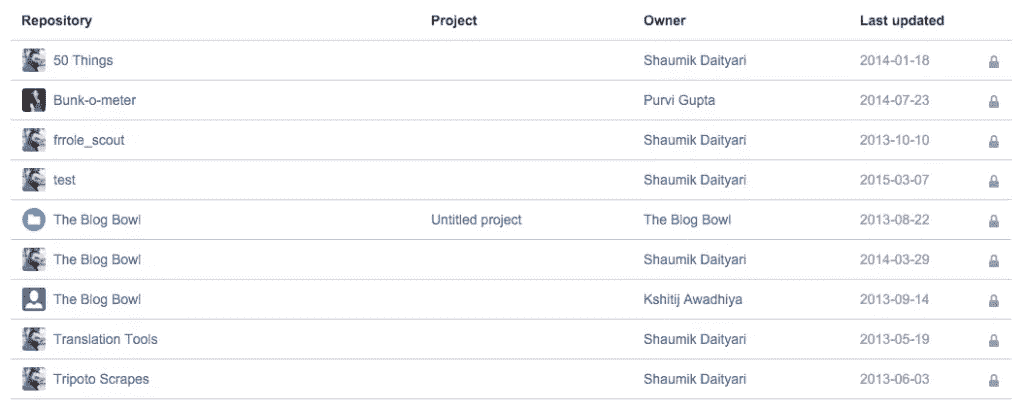 Repository Project Owner Last updated
50 Things Shaumik Daityari 2014-01-18
Bunk-o-meter Purvi Gupta 2014-07-23
frrole_scout Shaumik Daityari 2013-10-10
test Shaumik Daityari 2015-03-07
The Blog Bowl Untitled project The Blog Bowl 2013-08-22
The Blog Bowl Shaumik Daityari 2014-03-29
The Blog Bowl Kshitij Awadhiya 2013-09-14
Translation Tools Shaumik Daityari 2013-05-19
Tripoto Scrapes Shaumik Daityari 2013-06-03